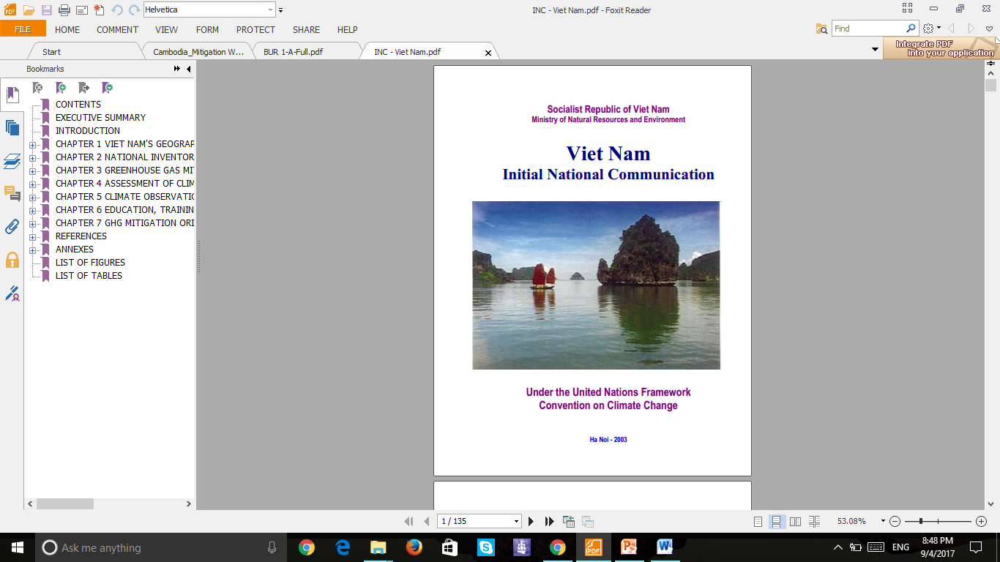 Helvetica
INC - Viet Nam.pdf - Foxit Reader
FILE HOME COMMENT VIEW FORM PROTECT SHARE HELP
Find
Start
Cambodia_Mitigation W...
BUR 1-A-Full.pdf
INC - Viet Nam.pdf
Integrate PDF
into your application
Bookmarks
CONTENTS
EXECUTIVE SUMMARY
INTRODUCTION
CHAPTER 1 VIET NAM'S GEOGRAP
CHAPTER 2 NATIONAL INVENTOR
CHAPTER 3 GREENHOUSE GAS MI
CHAPTER 4 ASSESSMENT OF CLIM
CHAPTER 5 CLIMATE OBSERVATIO
CHAPTER 6 EDUCATION, TRAININ
CHAPTER 7 GHG MITIGATION ORI
REFERENCES
ANNEXES
LIST OF FIGURES
LIST OF TABLES
Socialist Republic of Viet Nam
Ministry of Natural Resources and Environment
Viet Nam
Initial National Communication
Under the United Nations Framework
Convention on Climate Change
Ha Noi - 2003
1 / 135
53.08%
Ask me anything
ENG
8:48 PM
9/4/2017